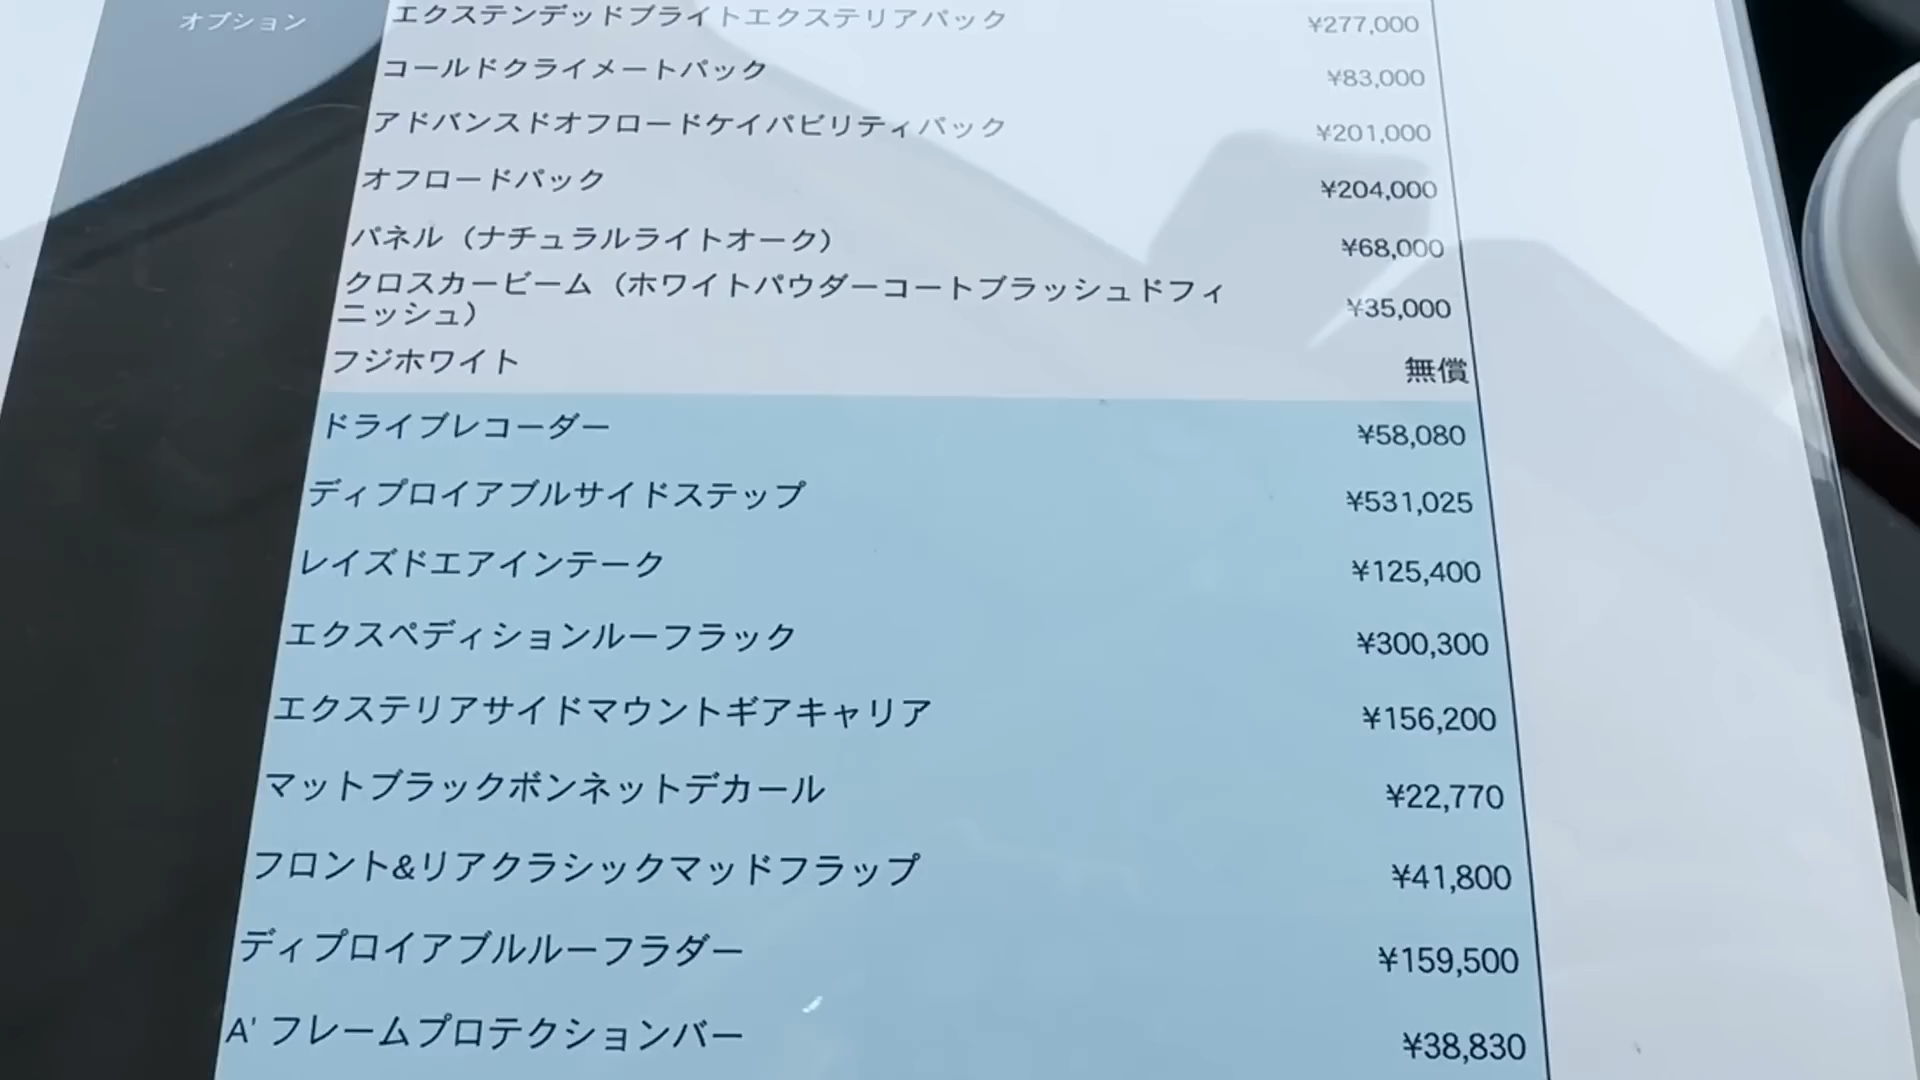 オプション
エクステンデッドブライトエクステリアパック ¥277,000
コールドクライメートパック ¥83,000
アドバンスドオフロードケイパビリティパック ¥201,000
オフロードパック ¥204,000
パネル（ナチュラルライトオーク） ¥68,000
クロスカービーム（ホワイトパウダーコートブラッシュドフィ
ニッシュ） ¥35,000
フジホワイト 無償
ドライブレコーダー ¥58,080
ディプロイアブルサイドステップ ¥531,025
レイズドエアインテーク ¥125,400
エクスペディションルーフラック ¥300,300
エクステリアサイドマウントギアキャリア ¥156,200
マットブラックボンネットデカール ¥22,770
フロント&リアクラシックマッドフラップ ¥41,800
ディプロイアブルルーフラダー ¥159,500
A' フレームプロテクションバー ¥38,830